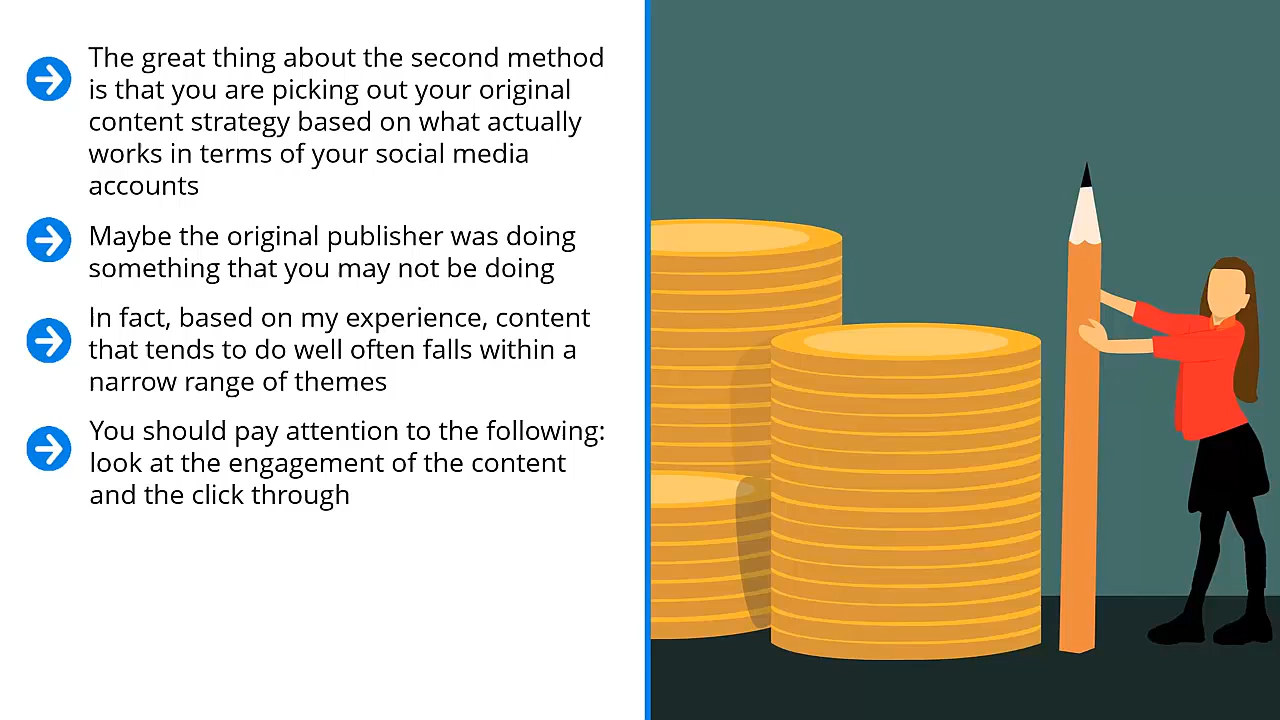 The great thing about the second method
is that you are picking out your original
content strategy based on what actually
works in terms of your social media
accounts
Maybe the original publisher was doing
something that you may not be doing
In fact, based on my experience, content
that tends to do well often falls within a
narrow range of themes
You should pay attention to the following:
look at the engagement of the content
and the click through